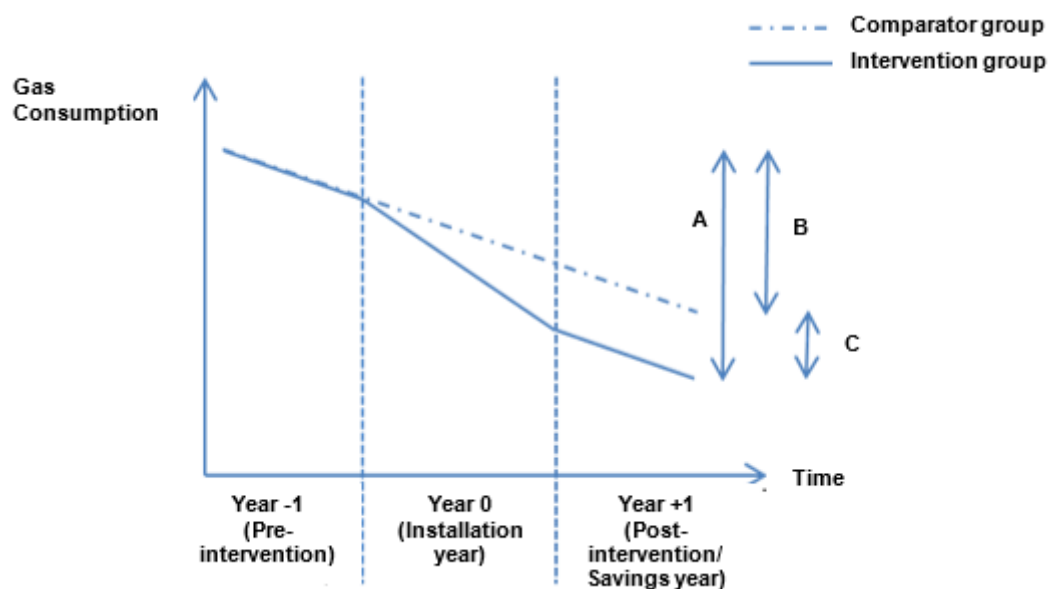 Comparator group
Intervention group
Gas
Consumption
A
B
C
Time
Year -1
(Pre-
intervention)
Year 0
(Installation
year)
Year +1
(Post-
intervention/
Savings year)